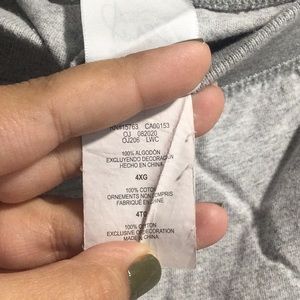 RN#15763 CA00153
OJ 082020
OJ206 LWC
100% ALGODÓN
EXCLUYENDO DECORACIÓN
HECHO EN CHINA
4XG
100% COTON
ORNEMENTS NON COMPRIS
FABRIQUÉ EN CHINE
4TG
100% COTTON
EXCLUSIVE OF DECORATION
MADE IN CHINA